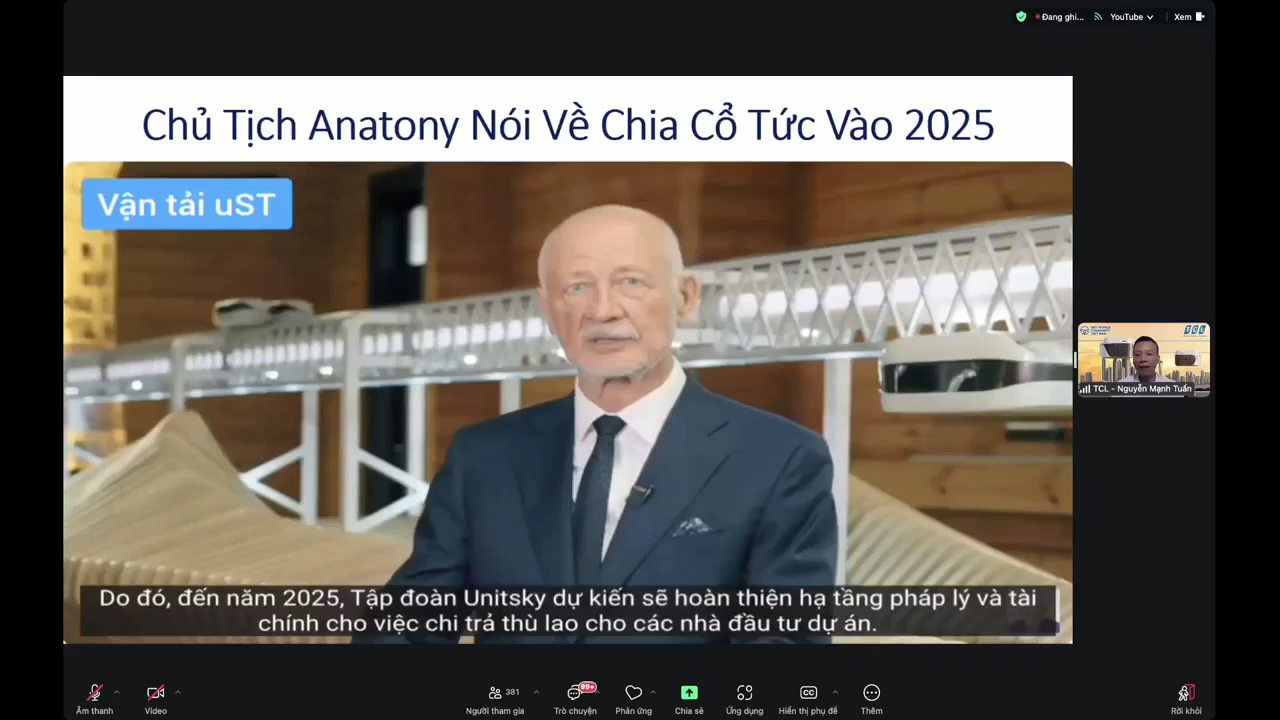 Đang ghi...
YouTube
Xem
Chủ Tịch Anatony Nói Về Chia Cổ Tức Vào 2025
Vận tải uST
TCL
TCL - Nguyễn Mạnh Tuấn
Do đó, đến năm 2025, Tập đoàn Unitsky dự kiến sẽ hoàn thiện hạ tầng pháp lý và tài
chính cho việc chi trả thù lao cho các nhà đầu tư dự án.
381
99+
CC
Âm thanh
Video
Người tham gia
Trò chuyện
Phản ứng
Chia sẻ
Ứng dụng
Hiển thị phụ đề
Thêm
Rời khỏi